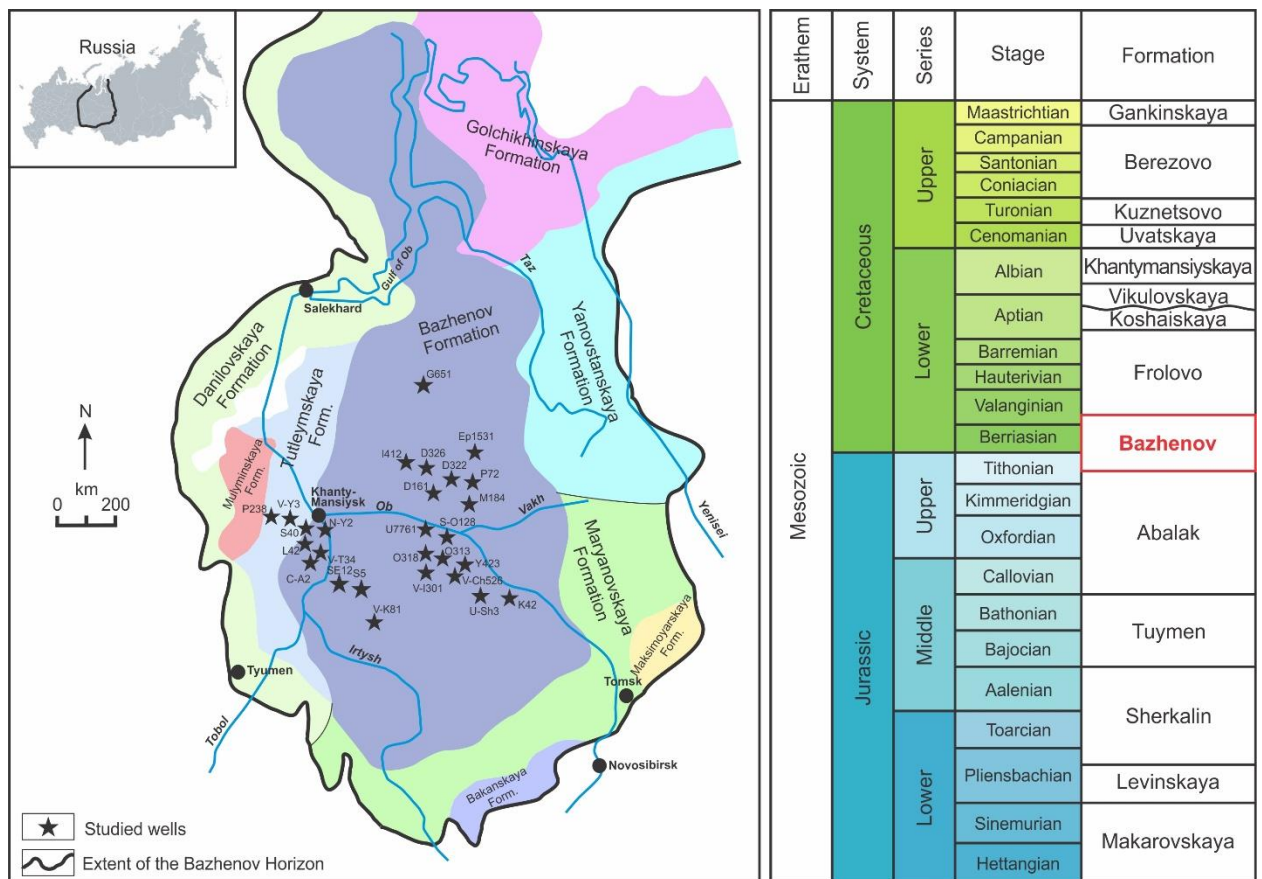 Russia
Golchikhinskaya
Formation
Gulf of Ob
Taz
Salekhard
Danilovskaya
Formation
Bazhenov
Formation
Yanovstanskaya
Formation
N
0 km 200
Tutleymskaya
Form.
Mulyminskaya
Form.
G651
Ep1531
I412
D326
D322
P72
D161
M184
Khanty-
Mansiysk
P238
V-Y3
S40
N-Y2
Ob
Vakh
Yenisei
U7761
S-O128
L42
V-T34
O318
O313
Y423
C-A2
SE12
S5
V-I301
V-Ch526
U-Sh3
K42
V-K81
Maryanovskaya
Formation
Maksimoyarskaya
Form.
Irtysh
Tyumen
Tomsk
Tobol
Novosibirsk
Bakanskaya
Form.
Studied wells
Extent of the Bazhenov Horizon
Erathem
System
Series
Stage
Formation
Mesozoic
Cretaceous
Jurassic
Upper
Lower
Upper
Middle
Lower
Maastrichtian
Campanian
Santonian
Coniacian
Turonian
Cenomanian
Albian
Aptian
Barremian
Hauterivian
Valanginian
Berriasian
Tithonian
Kimmeridgian
Oxfordian
Callovian
Bathonian
Bajocian
Aalenian
Toarcian
Pliensbachian
Sinemurian
Hettangian
Gankinskaya
Berezovo
Kuznetsovo
Uvatskaya
Khantymansiyskaya
Vikulovskaya
Koshaiskaya
Frolovo
Bazhenov
Abalak
Tuymen
Sherkalin
Levinskaya
Makarovskaya